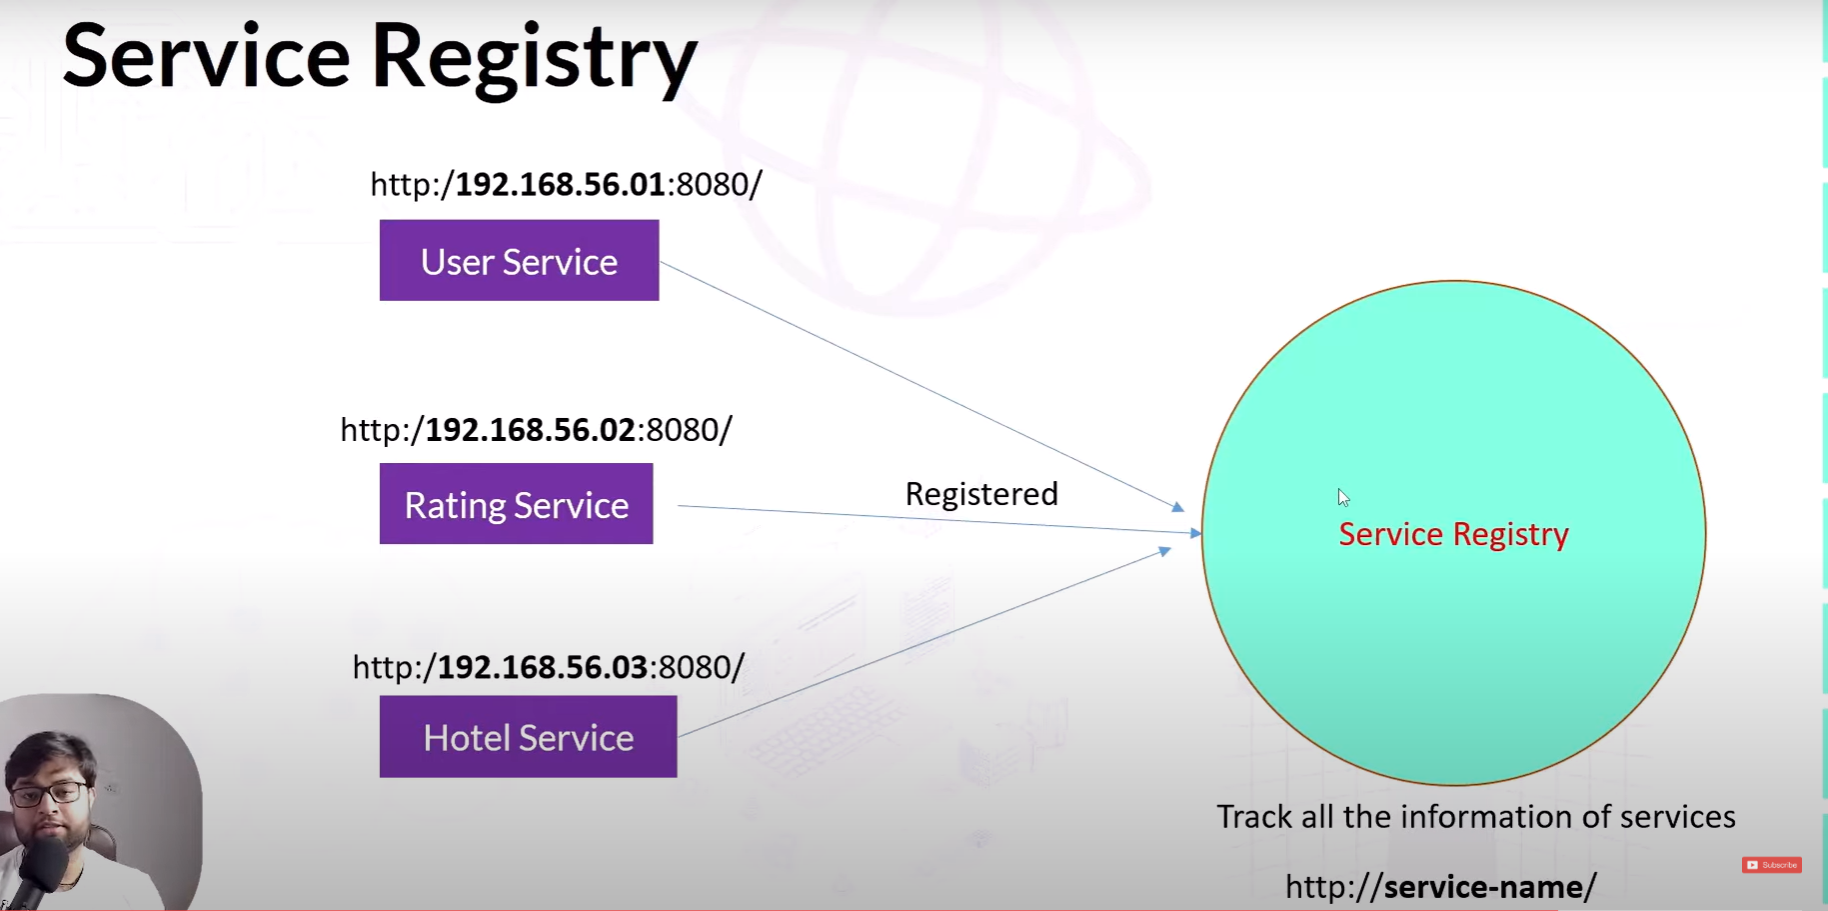 Service Registry
http:/192.168.56.01:8080/
User Service
http:/192.168.56.02:8080/
Rating Service
Registered
Service Registry
http:/192.168.56.03:8080/
Hotel Service
Track all the information of services
Subscribe
http://service-name/